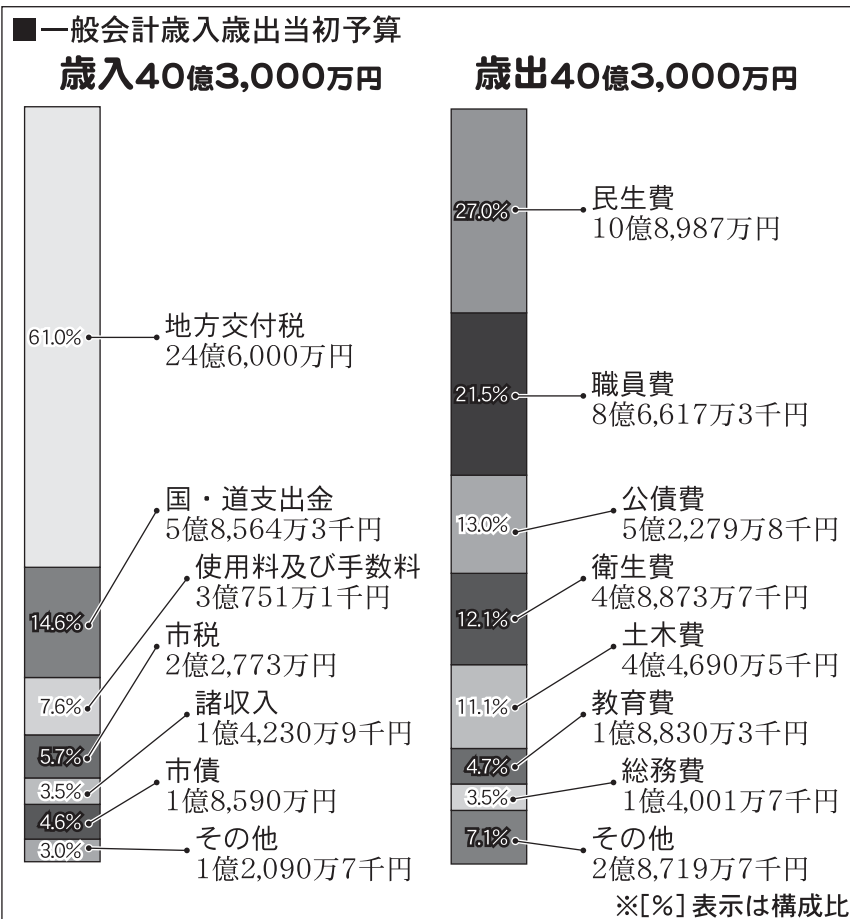 ■一般会計歳入歳出当初予算
歳入40億3,000万円
61.0%
地方交付税
24億6,000万円
14.6%
国・道支出金
5億8,564万3千円
7.6%
使用料及び手数料
3億751万1千円
5.7%
市税
2億2,773万円
3.5%
諸収入
1億4,230万9千円
4.6%
市債
1億8,590万円
3.0%
その他
1億2,090万7千円
歳出40億3,000万円
27.0%
民生費
10億8,987万円
21.5%
職員費
8億6,617万3千円
13.0%
公債費
5億2,279万8千円
12.1%
衛生費
4億8,873万7千円
11.1%
土木費
4億4,690万5千円
4.7%
教育費
1億8,830万3千円
3.5%
総務費
1億4,001万7千円
7.1%
その他
2億8,719万7千円
※[%]表示は構成比